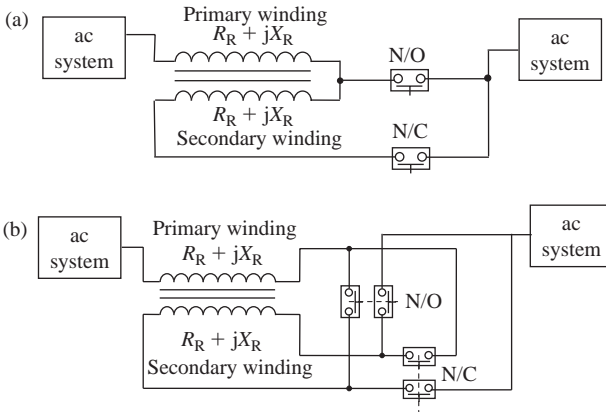 (a)
ac
system
Primary winding
R_R + jX_R
R_R + jX_R
Secondary winding
N/O
N/C
ac
system
(b)
ac
system
Primary winding
R_R + jX_R
R_R + jX_R
Secondary winding
N/O
N/C
ac
system